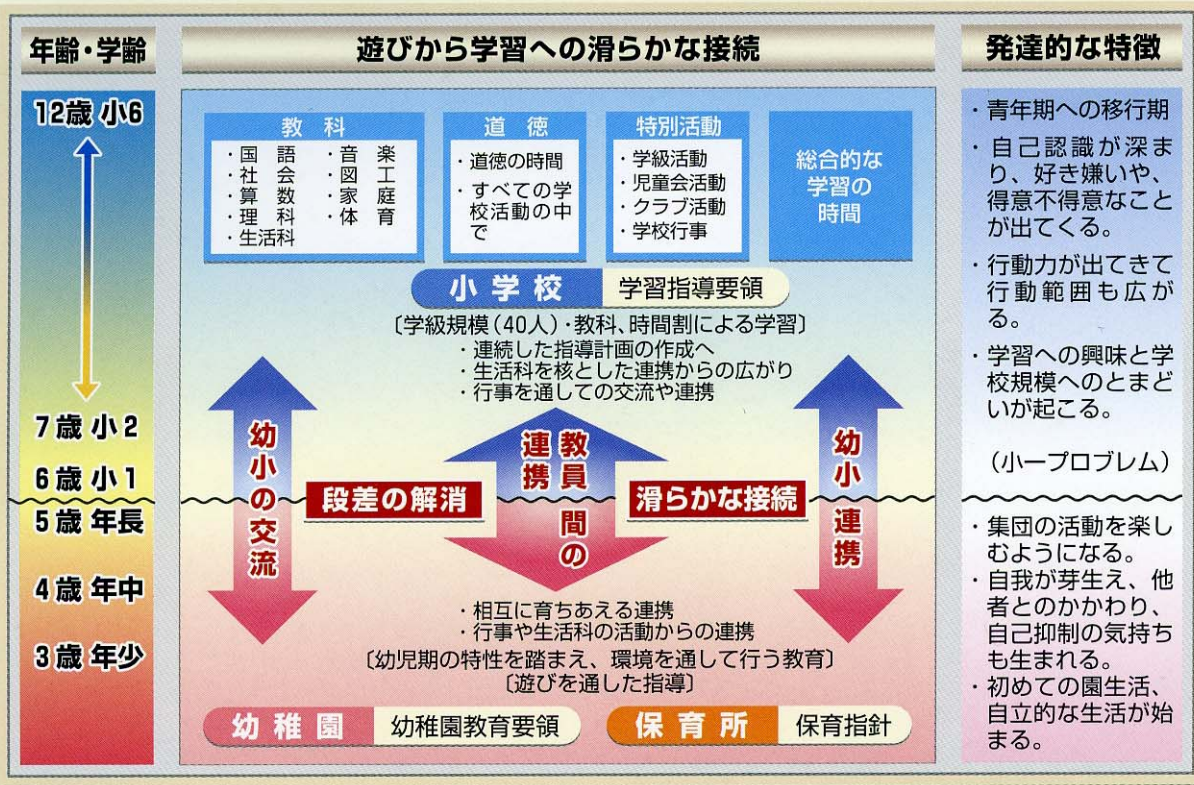 年齢・学齢
遊びから学習への滑らかな接続
発達的な特徴
12歳 小6
7歳 小2
6歳 小1
5歳 年長
4歳 年中
3歳 年少
教科
・国語
・社会
・算数
・理科
・生活科
・音楽
・図工
・家庭
・体育
道徳
・道徳の時間
・すべての学
校活動の中
で
特別活動
・学級活動
・児童会活動
・クラブ活動
・学校行事
総合的な
学習の
時間
小学校 学習指導要領
〔学級規模(40人)・教科、時間割による学習〕
・連続した指導計画の作成へ
・生活科を核とした連携からの広がり
・行事を通しての交流や連携
幼小の交流
段差の解消
教員間の
連携
滑らかな接続
幼小連携
・相互に育ちあえる連携
・行事や生活科の活動からの連携
〔幼児期の特性を踏まえ、環境を通して行う教育〕
〔遊びを通した指導〕
幼稚園 幼稚園教育要領
保育所 保育指針
・青年期への移行期
・自己認識が深ま
り、好き嫌いや、
得意不得意なこと
が出てくる。
・行動力が出てきて
行動範囲も広が
る。
・学習への興味と学
校規模へのとまど
いが起こる。
(小一プロブレム)
・集団の活動を楽し
むようになる。
・自我が芽生え、他
者とのかかわり、
自己抑制の気持ち
も生まれる。
・初めての園生活、
自立的な生活が始
まる。